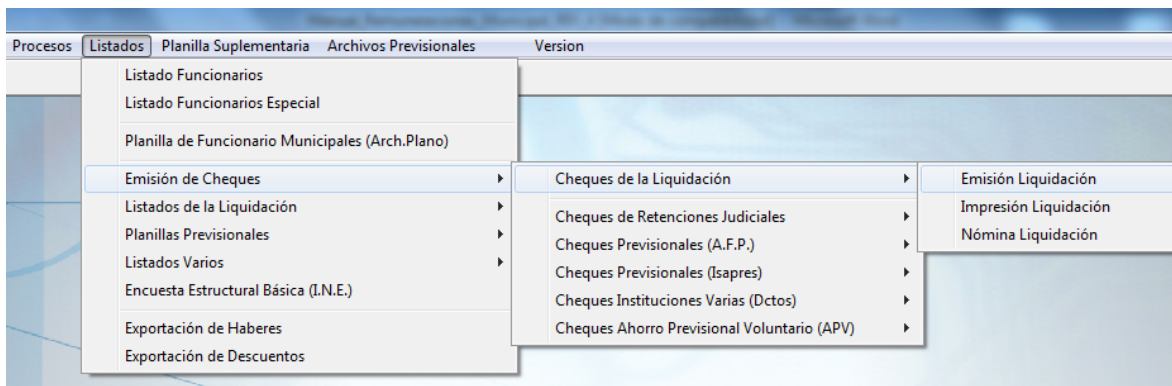 Procesos Listados Planilla Suplementaria Archivos Previsionales Version
Listado Funcionarios
Listado Funcionarios Especial
Planilla de Funcionario Municipales (Arch.Plano)
Emisión de Cheques
Listados de la Liquidación
Planillas Previsionales
Listados Varios
Encuesta Estructural Básica (I.N.E.)
Exportación de Haberes
Exportación de Descuentos
Cheques de la Liquidación
Cheques de Retenciones Judiciales
Cheques Previsionales (A.F.P.)
Cheques Previsionales (Isapres)
Cheques Instituciones Varias (Dctos)
Cheques Ahorro Previsional Voluntario (APV)
Emisión Liquidación
Impresión Liquidación
Nómina Liquidación